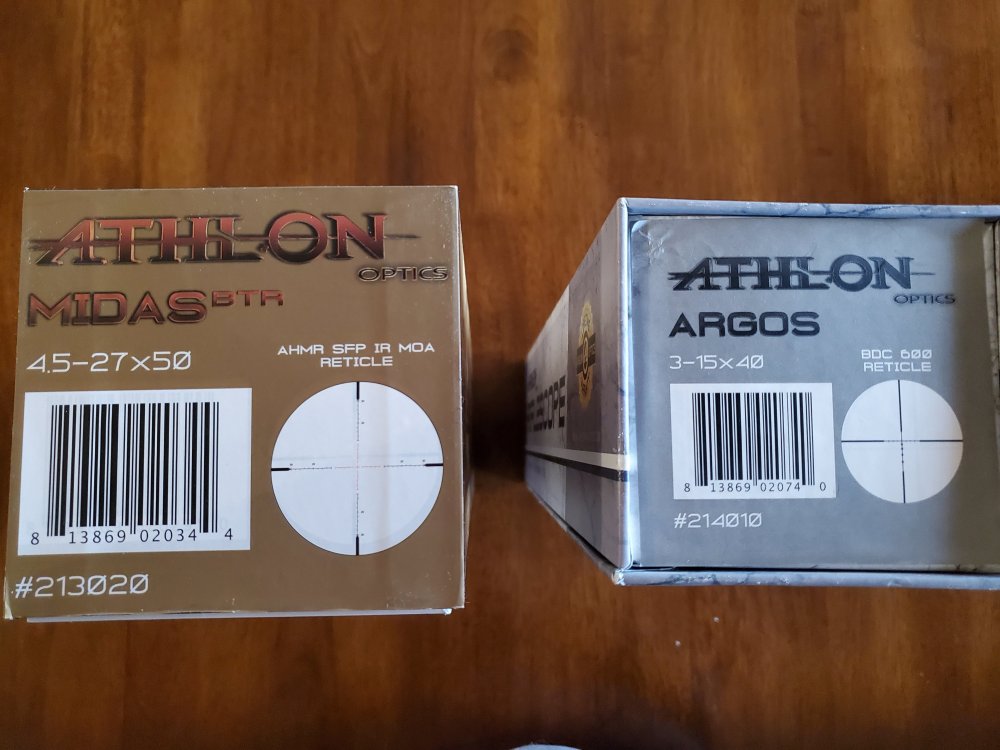 ATHLON
OPTICS
MIDAS BTR
4.5-27x50
AHMR SFP IR MOA
RETICLE
8 13869 02034 4
#213020
SCOPE
ATHLON
OPTICS
ARGOS
3-15x40
BDC 600
RETICLE
8 13869 02074 0
#214010